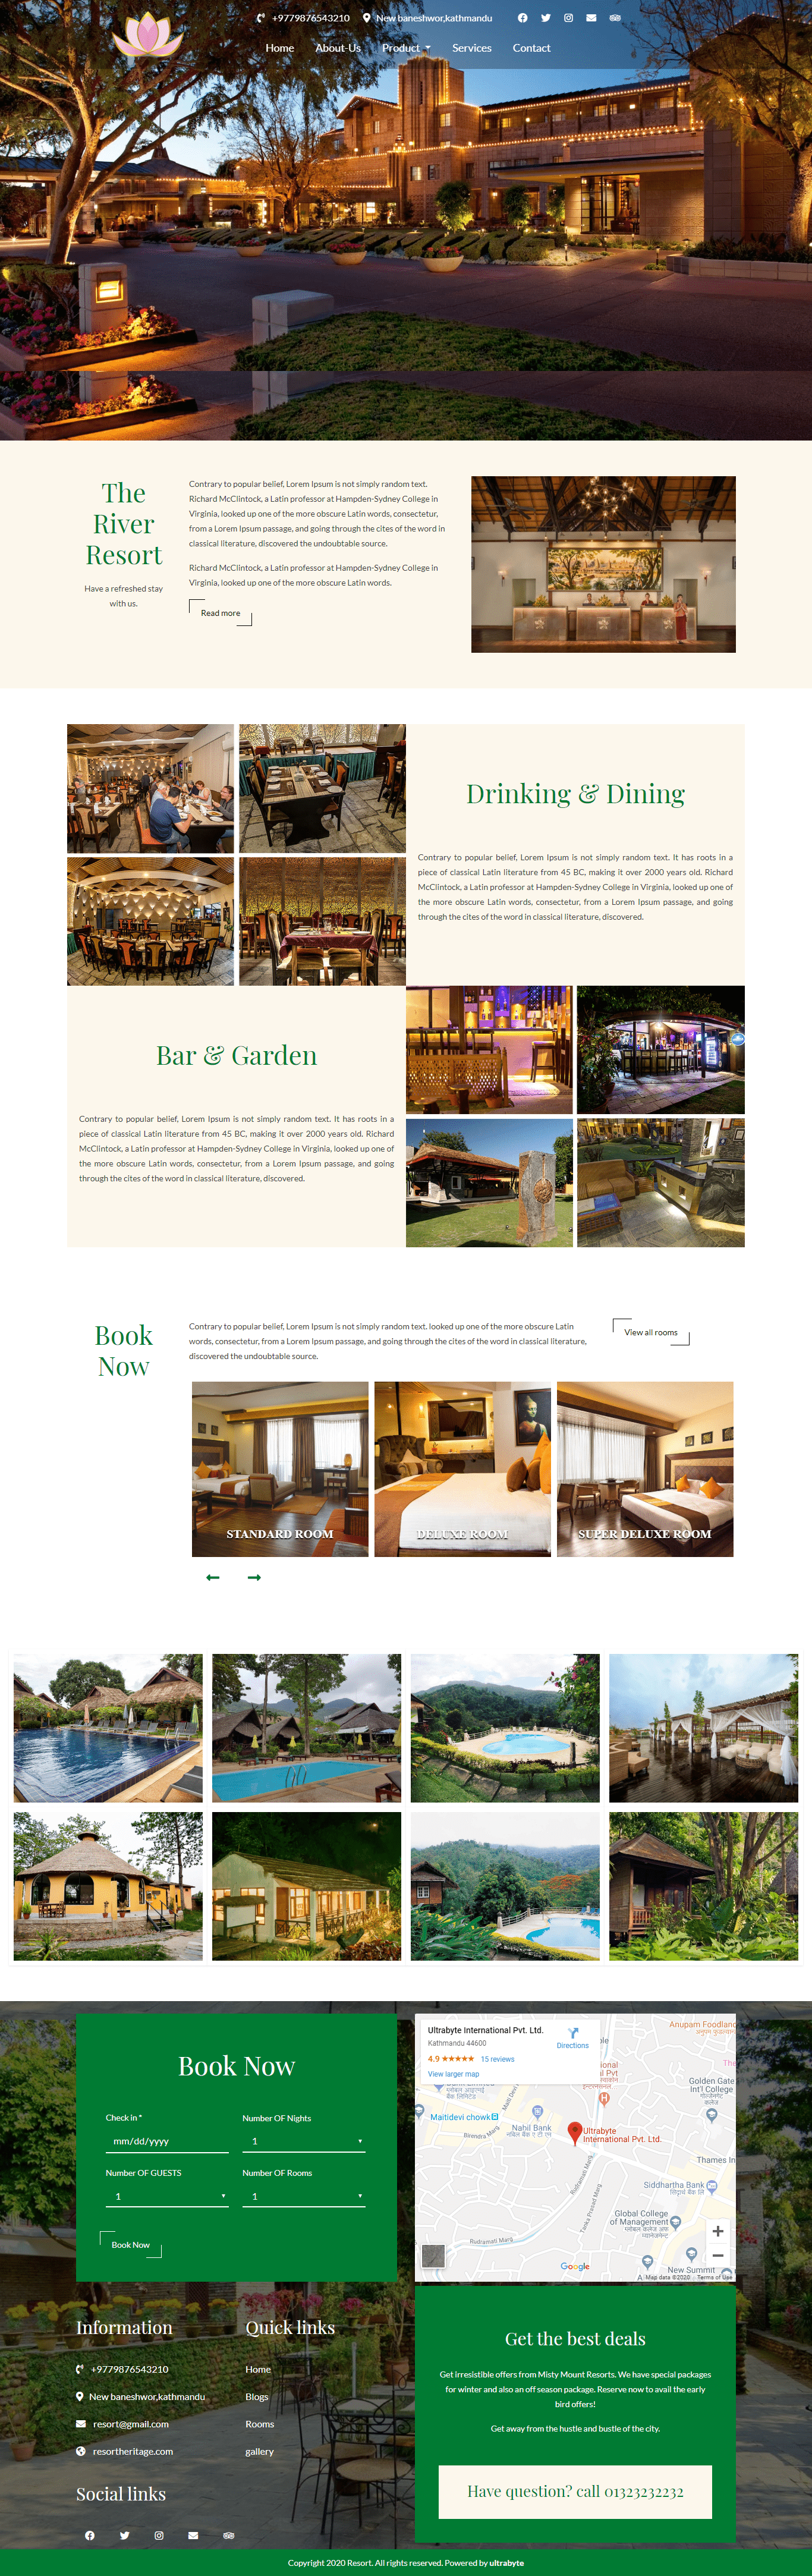 +9779876543210 New baneshwor,kathmandu
Home About-Us Product Services Contact
The
River
Resort
Have a refreshed stay
with us.
Contrary to popular belief, Lorem Ipsum is not simply random text.
Richard McClintock, a Latin professor at Hampden-Sydney College in
Virginia, looked up one of the more obscure Latin words, consectetur,
from a Lorem Ipsum passage, and going through the cites of the word in
classical literature, discovered the undoubtable source.
Richard McClintock, a Latin professor at Hampden-Sydney College in
Virginia, looked up one of the more obscure Latin words.
Read more
Drinking & Dining
Contrary to popular belief, Lorem Ipsum is not simply random text. It has roots in a
piece of classical Latin literature from 45 BC, making it over 2000 years old. Richard
McClintock, a Latin professor at Hampden-Sydney College in Virginia, looked up one of
the more obscure Latin words, consectetur, from a Lorem Ipsum passage, and going
through the cites of the word in classical literature, discovered.
Bar & Garden
Contrary to popular belief, Lorem Ipsum is not simply random text. It has roots in a
piece of classical Latin literature from 45 BC, making it over 2000 years old. Richard
McClintock, a Latin professor at Hampden-Sydney College in Virginia, looked up one of
the more obscure Latin words, consectetur, from a Lorem Ipsum passage, and going
through the cites of the word in classical literature, discovered.
Book
Now
Contrary to popular belief, Lorem Ipsum is not simply random text. looked up one of the more obscure Latin
words, consectetur, from a Lorem Ipsum passage, and going through the cites of the word in classical literature,
discovered the undoubtable source.
View all rooms
STANDARD ROOM
DELUXE ROOM
SUPER DELUXE ROOM
Book Now
Check in *
Number OF Nights
mm/dd/yyyy
1
Number OF GUESTS
Number OF Rooms
1
1
Book Now
Ultrabyte International Pvt. Ltd.
Kathmandu 44600
4.9 ★★★★★ 15 reviews
View larger map
Directions
Anupam Foodland
Golden Gate
Int'l College
Maitidevi chowk
Nahil Bank
Birendra Marg
Ultrabyte
International Pvt. Ltd.
Thames In
Siddhartha Bank
Global College
of Management
Rudramati Marg
Tanka Prasad Marg
New Summit
Google
Map data ©2020 Terms of Use
Information
+9779876543210
New baneshwor,kathmandu
resort@gmail.com
resortheritage.com
Quick links
Home
Blogs
Rooms
gallery
Social links
Get the best deals
Get irresistible offers from Misty Mount Resorts. We have special packages
for winter and also an off season package. Reserve now to avail the early
bird offers!
Get away from the hustle and bustle of the city.
Have question? call 01323232232
Copyright 2020 Resort. All rights reserved. Powered by ultrabyte